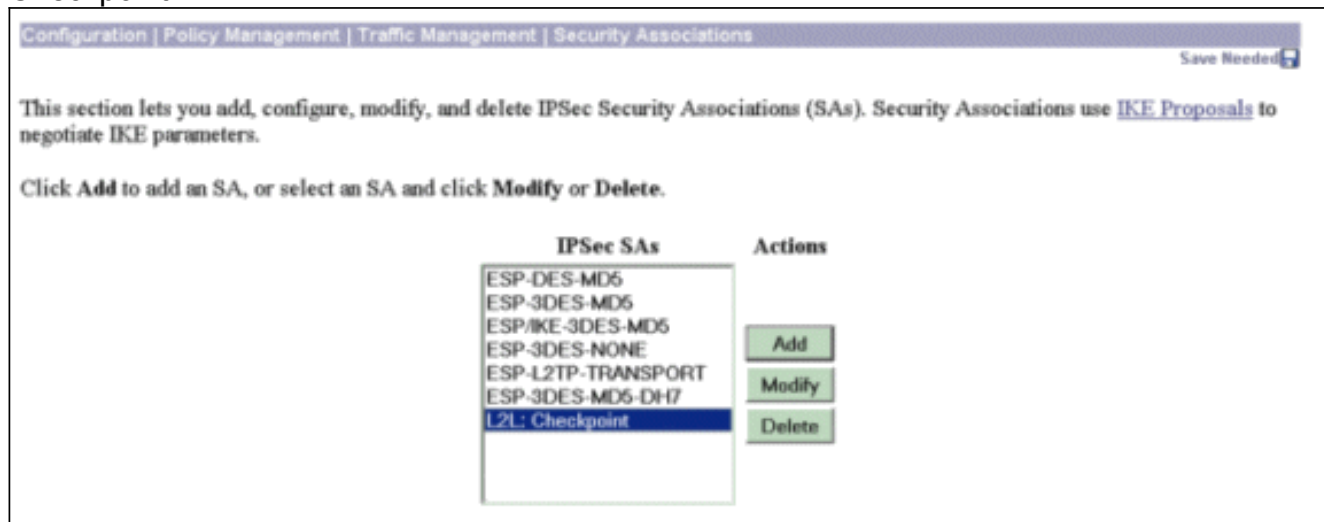 Configuration | Policy Management | Traffic Management | Security Associations
Save Needed
This section lets you add, configure, modify, and delete IPSec Security Associations (SAs). Security Associations use IKE Proposals to
negotiate IKE parameters.
Click Add to add an SA, or select an SA and click Modify or Delete.
IPSec SAs Actions
ESP-DES-MD5
ESP-3DES-MD5
ESP/IKE-3DES-MD5
ESP-3DES-NONE
ESP-L2TP-TRANSPORT
ESP-3DES-MD5-DH7
L2L: Checkpoint
Add
Modify
Delete